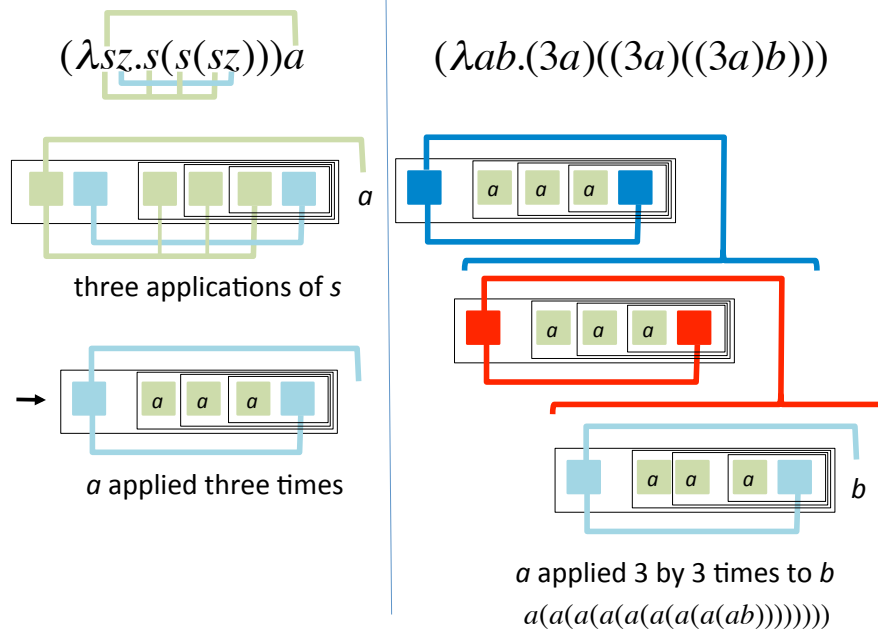 (λsz.s(s(sz)))a
a
three applications of s
a a a
a applied three times
(λab.(3a)((3a)((3a)b)))
a a a
a a a
a a a
b
a applied 3 by 3 times to b
a(a(a(a(a(a(a(a(ab))))))))